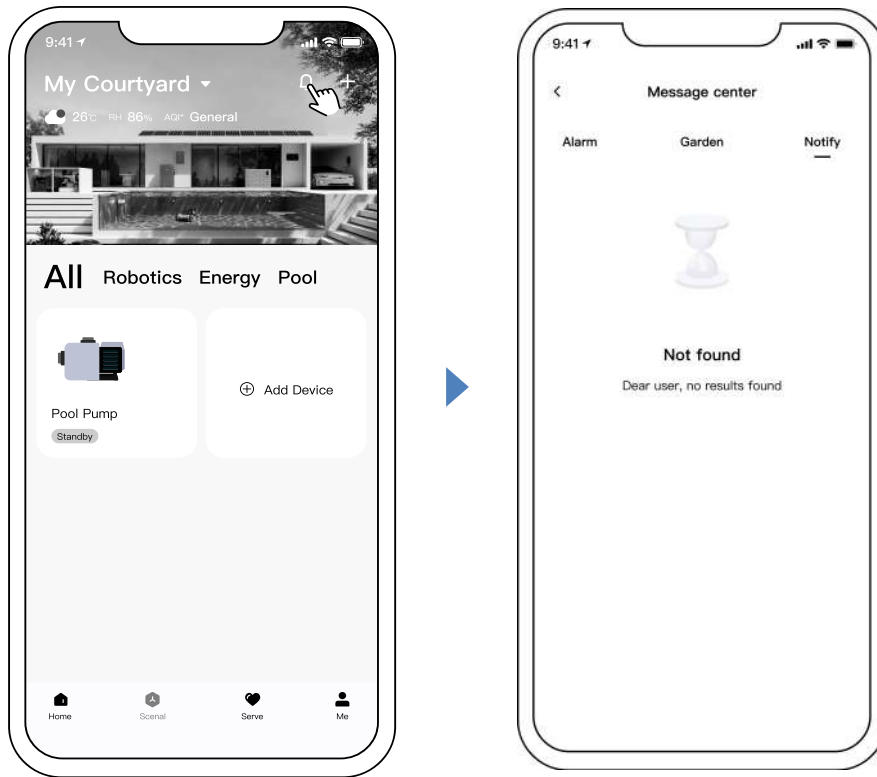 9:41
My Courtyard
26°C RH 86% AQI* General
All Robotics Energy Pool
Pool Pump
Standby
Add Device
Home Scenal Serve Me
9:41
Message center
Alarm Garden Notify
Not found
Dear user, no results found